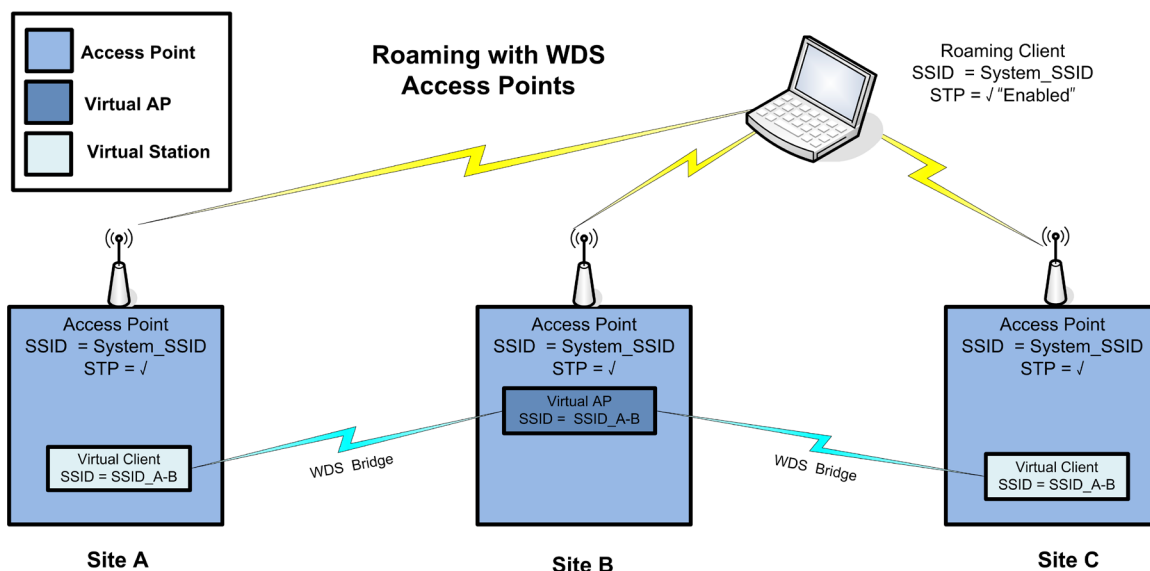 Access Point
Virtual AP
Virtual Station
Roaming with WDS
Access Points
Roaming Client
SSID = System_SSID
STP = √ “Enabled”
Access Point
SSID = System_SSID
STP = √
Virtual Client
SSID = SSID_A-B
WDS Bridge
Access Point
SSID = System_SSID
STP = √
Virtual AP
SSID = SSID_A-B
WDS Bridge
Access Point
SSID = System_SSID
STP = √
Virtual Client
SSID = SSID_A-B
Site A
Site B
Site C